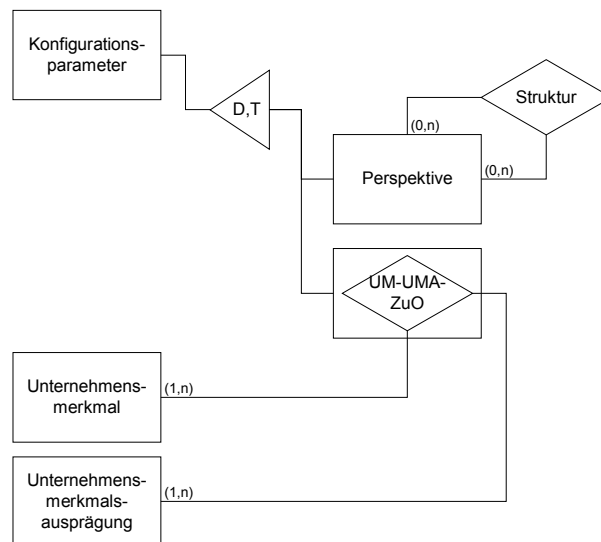 Konfigurations-
parameter
D,T
Struktur
(0,n)
Perspektive
(0,n)
UM-UMA-
ZuO
Unternehmens-
merkmal
(1,n)
Unternehmens-
merkmals-
ausprägung
(1,n)